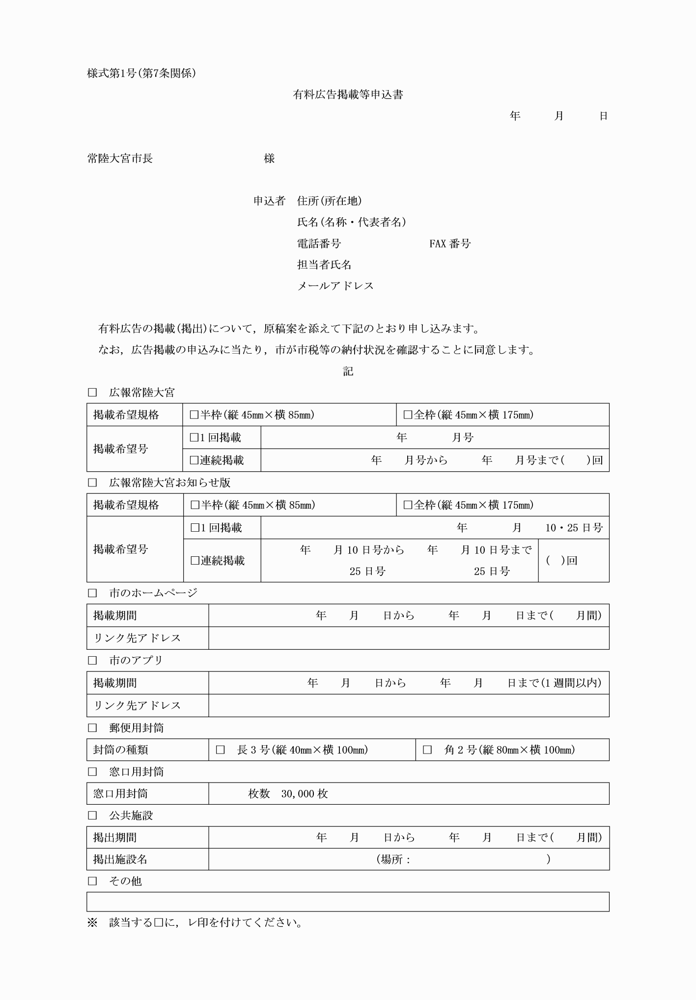 様式第1号(第7条関係)
有料広告掲載等申込書
年　　　月　　　日
常陸大宮市長　　　　　　　　　　様
申込者　住所(所在地)
氏名(名称・代表者名)
電話番号　　　　　　　　FAX 番号
担当者氏名
メールアドレス
有料広告の掲載(掲出)について，原稿案を添えて下記のとおり申し込みます。
なお，広告掲載の申込みに当たり，市が市税等の納付状況を確認することに同意します。
記
□　広報常陸大宮
掲載希望規格　□半枠(縦 45mm×横 85mm)　□全枠(縦 45mm×横 175mm)
掲載希望号　□1 回掲載　年　　　　月号
□連続掲載　年　　月号から　　　年　　月号まで(　　)回
□　広報常陸大宮お知らせ版
掲載希望規格　□半枠(縦 45mm×横 85mm)　□全枠(縦 45mm×横 175mm)
掲載希望号　□1 回掲載　年　　　　月　　10・25 日号
□連続掲載　年　　月 10 日号から　　年　　月 10 日号まで　(　)回
25 日号　　　　　　　　25 日号
□　市のホームページ
掲載期間　年　　月　　日から　　　年　　月　　日まで(　　月間)
リンク先アドレス
□　市のアプリ
掲載期間　年　　月　　日から　　　年　　月　　日まで(1 週間以内)
リンク先アドレス
□　郵便用封筒
封筒の種類　□　長 3 号(縦 40mm×横 100mm)　□　角 2 号(縦 80mm×横 100mm)
□　窓口用封筒
窓口用封筒　枚数　30,000 枚
□　公共施設
掲出期間　年　　月　　日から　　　年　　月　　日まで(　　月間)
掲出施設名　(場所：　　　　　　　　　　　　)
□　その他
※　該当する□に，レ印を付けてください。